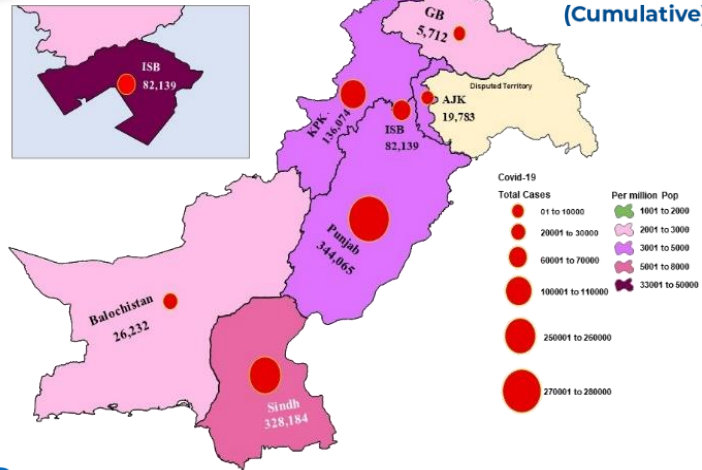 (Cumulative)
GB
5,712
ISB
82,139
Disputed Territory
AJK
19,783
KPK
136,074
ISB
82,139
Punjab
344,065
Balochistan
26,232
Sindh
328,184
Covid-19
Total Cases
01 to 10000
20001 to 30000
60001 to 70000
100001 to 110000
250001 to 260000
270001 to 280000
Per million Pop
1001 to 2000
2001 to 3000
3001 to 5000
5001 to 8000
33001 to 50000